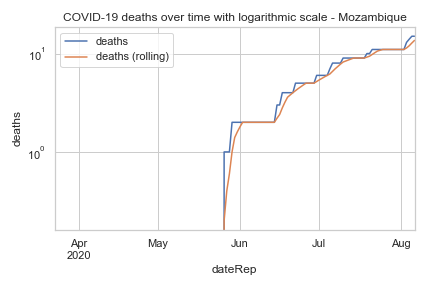 COVID-19 deaths over time with logarithmic scale - Mozambique
deaths
deaths (rolling)
10¹
10⁰
deaths
Apr
2020
May
Jun
Jul
Aug
dateRep